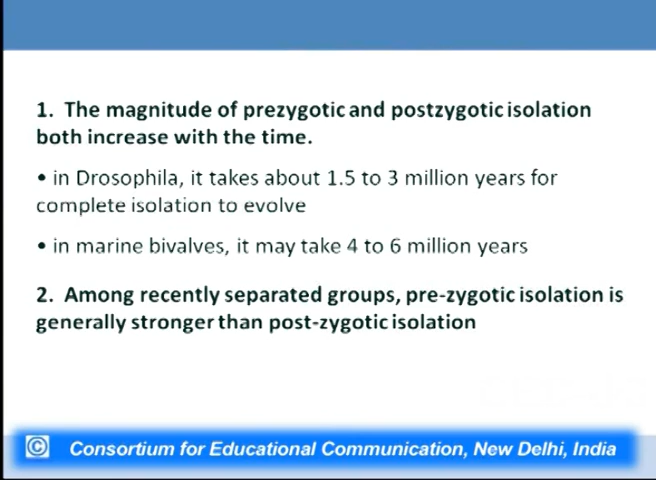 1. The magnitude of prezygotic and postzygotic isolation
both increase with the time.
• in Drosophila, it takes about 1.5 to 3 million years for
complete isolation to evolve
• in marine bivalves, it may take 4 to 6 million years
2. Among recently separated groups, pre-zygotic isolation is
generally stronger than post-zygotic isolation
© Consortium for Educational Communication, New Delhi, India